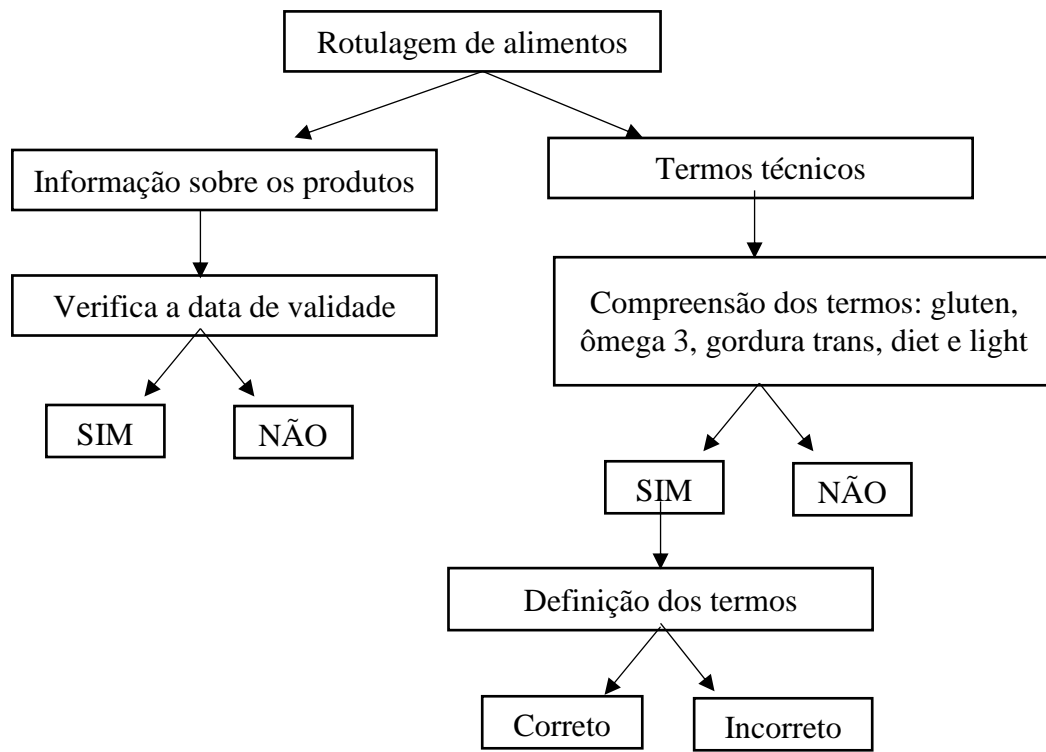 Rotulagem de alimentos
Informação sobre os produtos
Termos técnicos
Verifica a data de validade
Compreensão dos termos: gluten,
ômega 3, gordura trans, diet e light
SIM
NÃO
SIM
NÃO
Definição dos termos
Correto
Incorreto